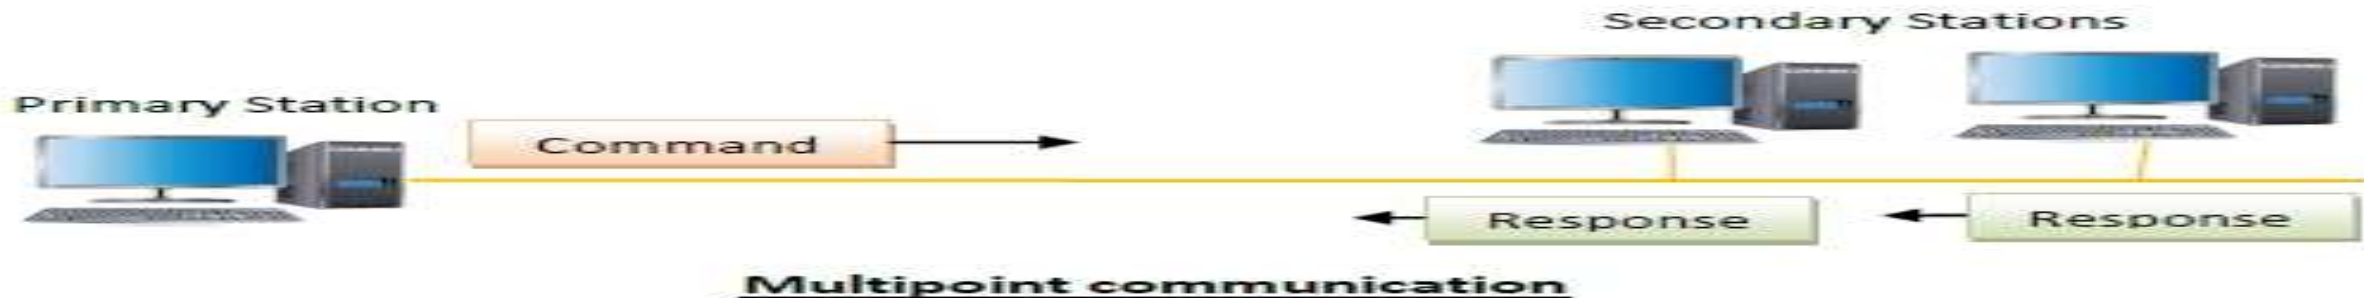 Secondary Stations
Primary Station
Command
Response
Response
Multipoint communication